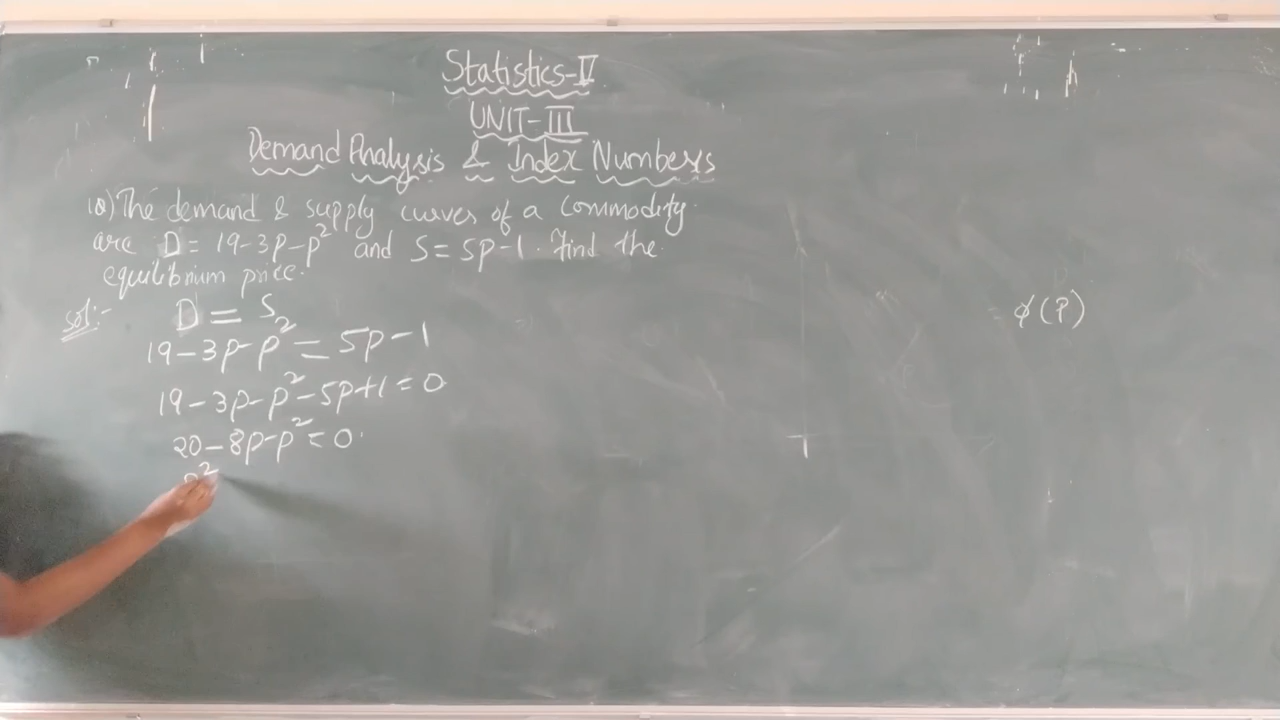 Statistics-V
UNIT-III
Demand Analysis & Index Numbers
10) The demand & supply curves of a commodity
are D = 19-3p-p² and S = 5p-1. Find the
equilibrium price.
Sol:- D = S
19-3p-p² = 5p-1
19-3p-p²-5p+1=0
20-8p-p²=0
p²
ϕ(P)